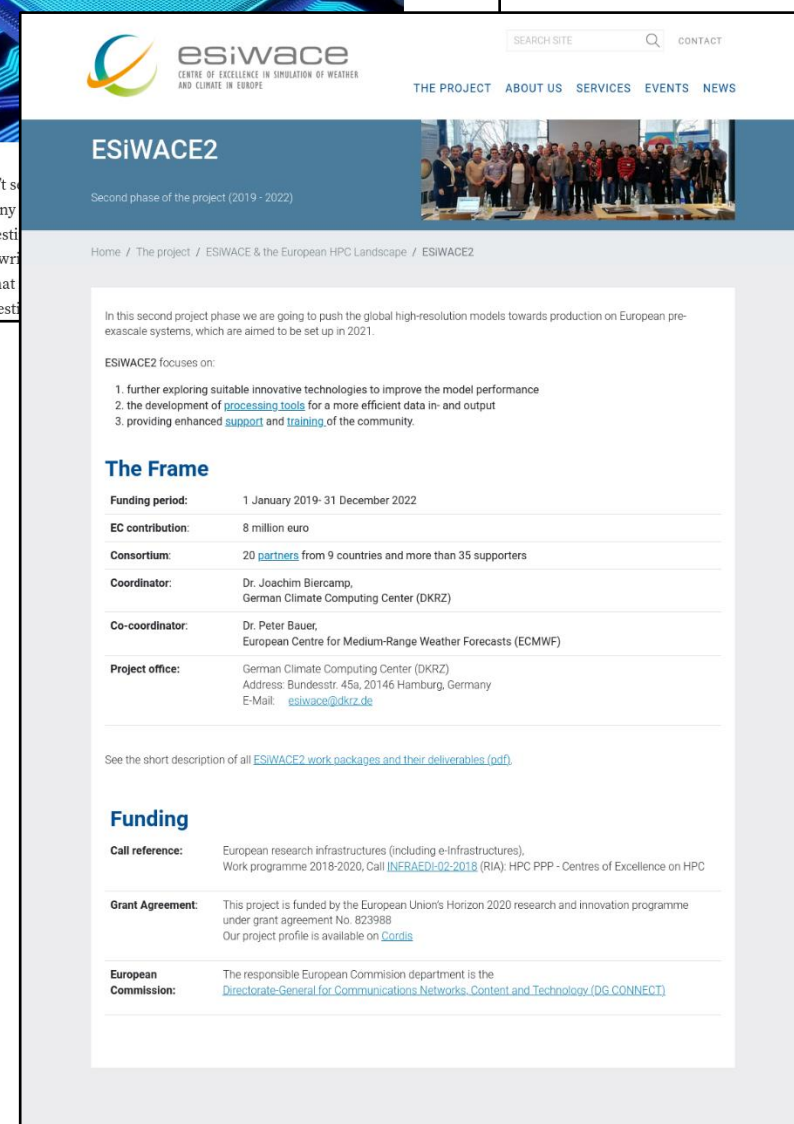 SEARCH SITE
CONTACT
esiwace
CENTRE OF EXCELLENCE IN SIMULATION OF WEATHER
AND CLIMATE IN EUROPE
THE PROJECT ABOUT US SERVICES EVENTS NEWS
ESiWACE2
Second phase of the project (2019 - 2022)
Home / The project / ESiWACE & the European HPC Landscape / ESiWACE2
In this second project phase we are going to push the global high-resolution models towards production on European pre-
exascale systems, which are aimed to be set up in 2021.
ESiWACE2 focuses on:
1. further exploring suitable innovative technologies to improve the model performance
2. the development of processing tools for a more efficient data in- and output
3. providing enhanced support and training of the community.
The Frame
Funding period: 1 January 2019- 31 December 2022
EC contribution: 8 million euro
Consortium: 20 partners from 9 countries and more than 35 supporters
Coordinator: Dr. Joachim Biercamp,
German Climate Computing Center (DKRZ)
Co-coordinator: Dr. Peter Bauer,
European Centre for Medium-Range Weather Forecasts (ECMWF)
Project office: German Climate Computing Center (DKRZ)
Address: Bundesstr. 45a, 20146 Hamburg, Germany
E-Mail: esiwace@dkrz.de
See the short description of all ESiWACE2 work packages and their deliverables (pdf).
Funding
Call reference: European research infrastructures (including e-Infrastructures),
Work programme 2018-2020, Call INFRAEDI-02-2018 (RIA): HPC PPP - Centres of Excellence on HPC
Grant Agreement: This project is funded by the European Union's Horizon 2020 research and innovation programme
under grant agreement No. 823988
Our project profile is available on Cordis
European The responsible European Commision department is the
Commission: Directorate-General for Communications Networks, Content and Technology (DG CONNECT)